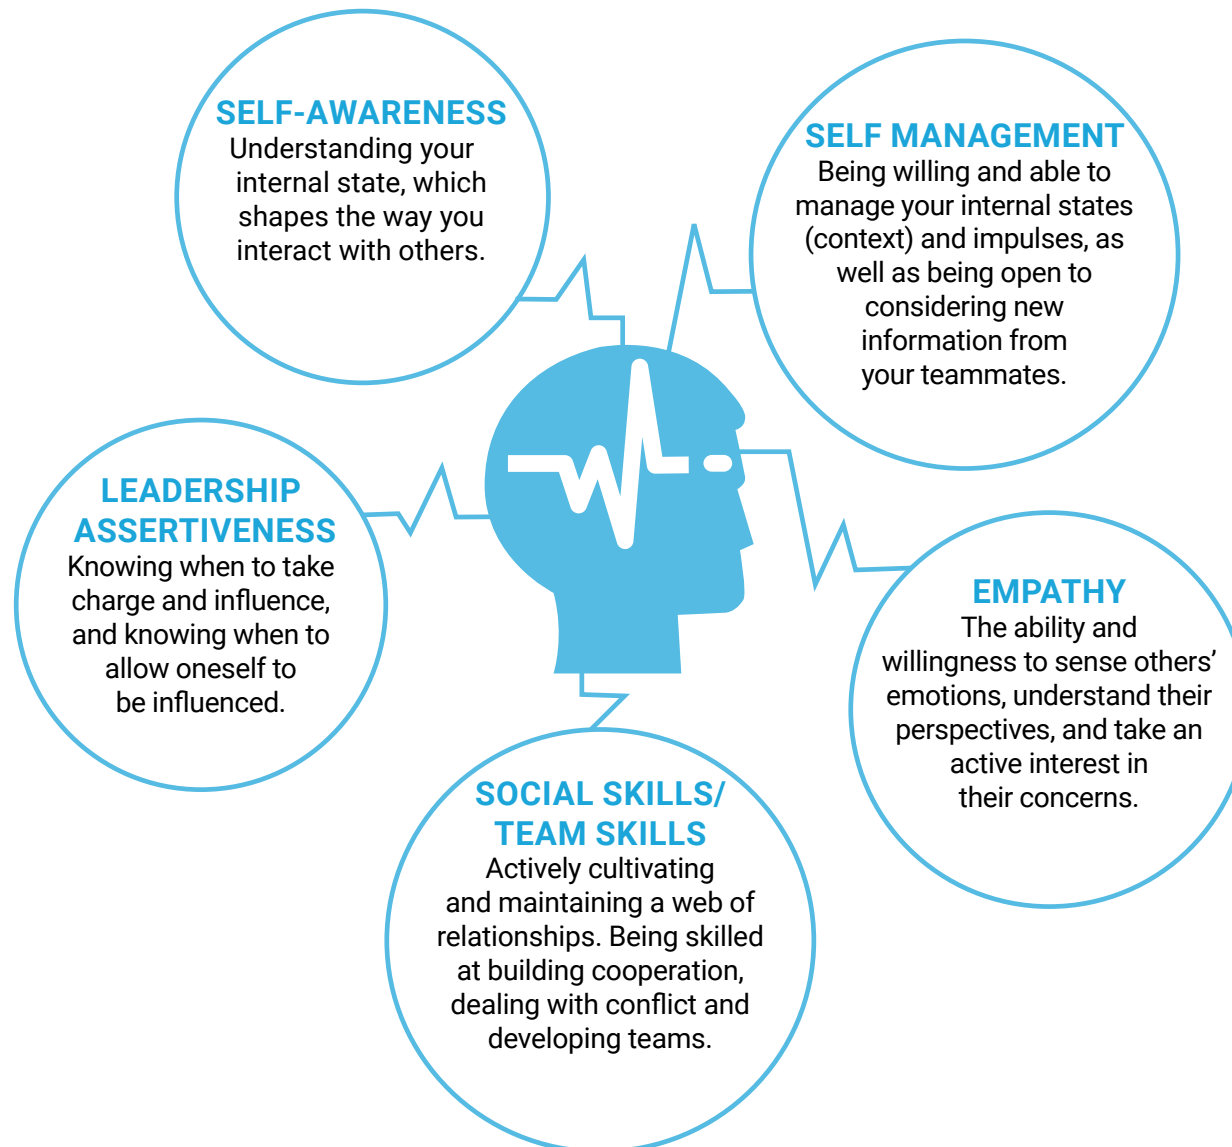 SELF-AWARENESS
Understanding your
internal state, which
shapes the way you
interact with others.
SELF MANAGEMENT
Being willing and able to
manage your internal states
(context) and impulses, as
well as being open to
considering new
information from
your teammates.
LEADERSHIP
ASSERTIVENESS
Knowing when to take
charge and influence,
and knowing when to
allow oneself to
be influenced.
EMPATHY
The ability and
willingness to sense others’
emotions, understand their
perspectives, and take an
active interest in
their concerns.
SOCIAL SKILLS/
TEAM SKILLS
Actively cultivating
and maintaining a web of
relationships. Being skilled
at building cooperation,
dealing with conflict and
developing teams.